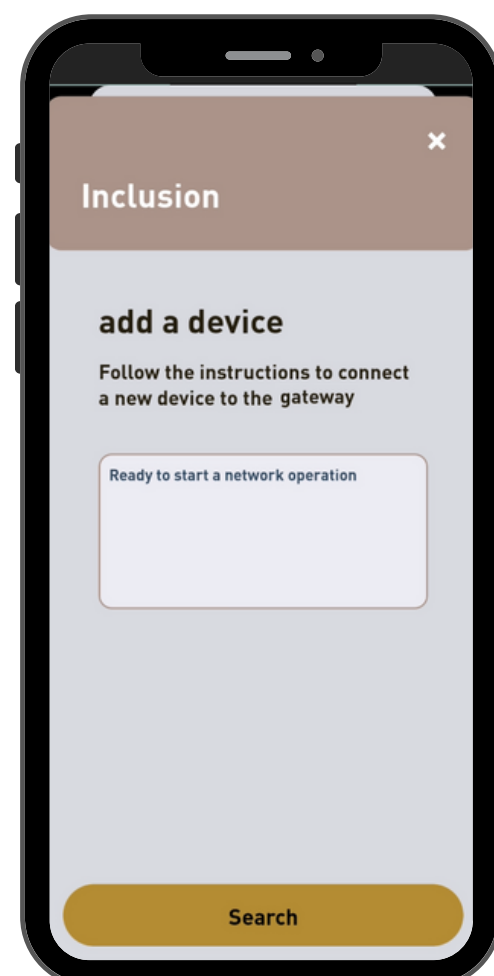 Inclusion
add a device
Follow the instructions to connect
a new device to the gateway
Ready to start a network operation
Search